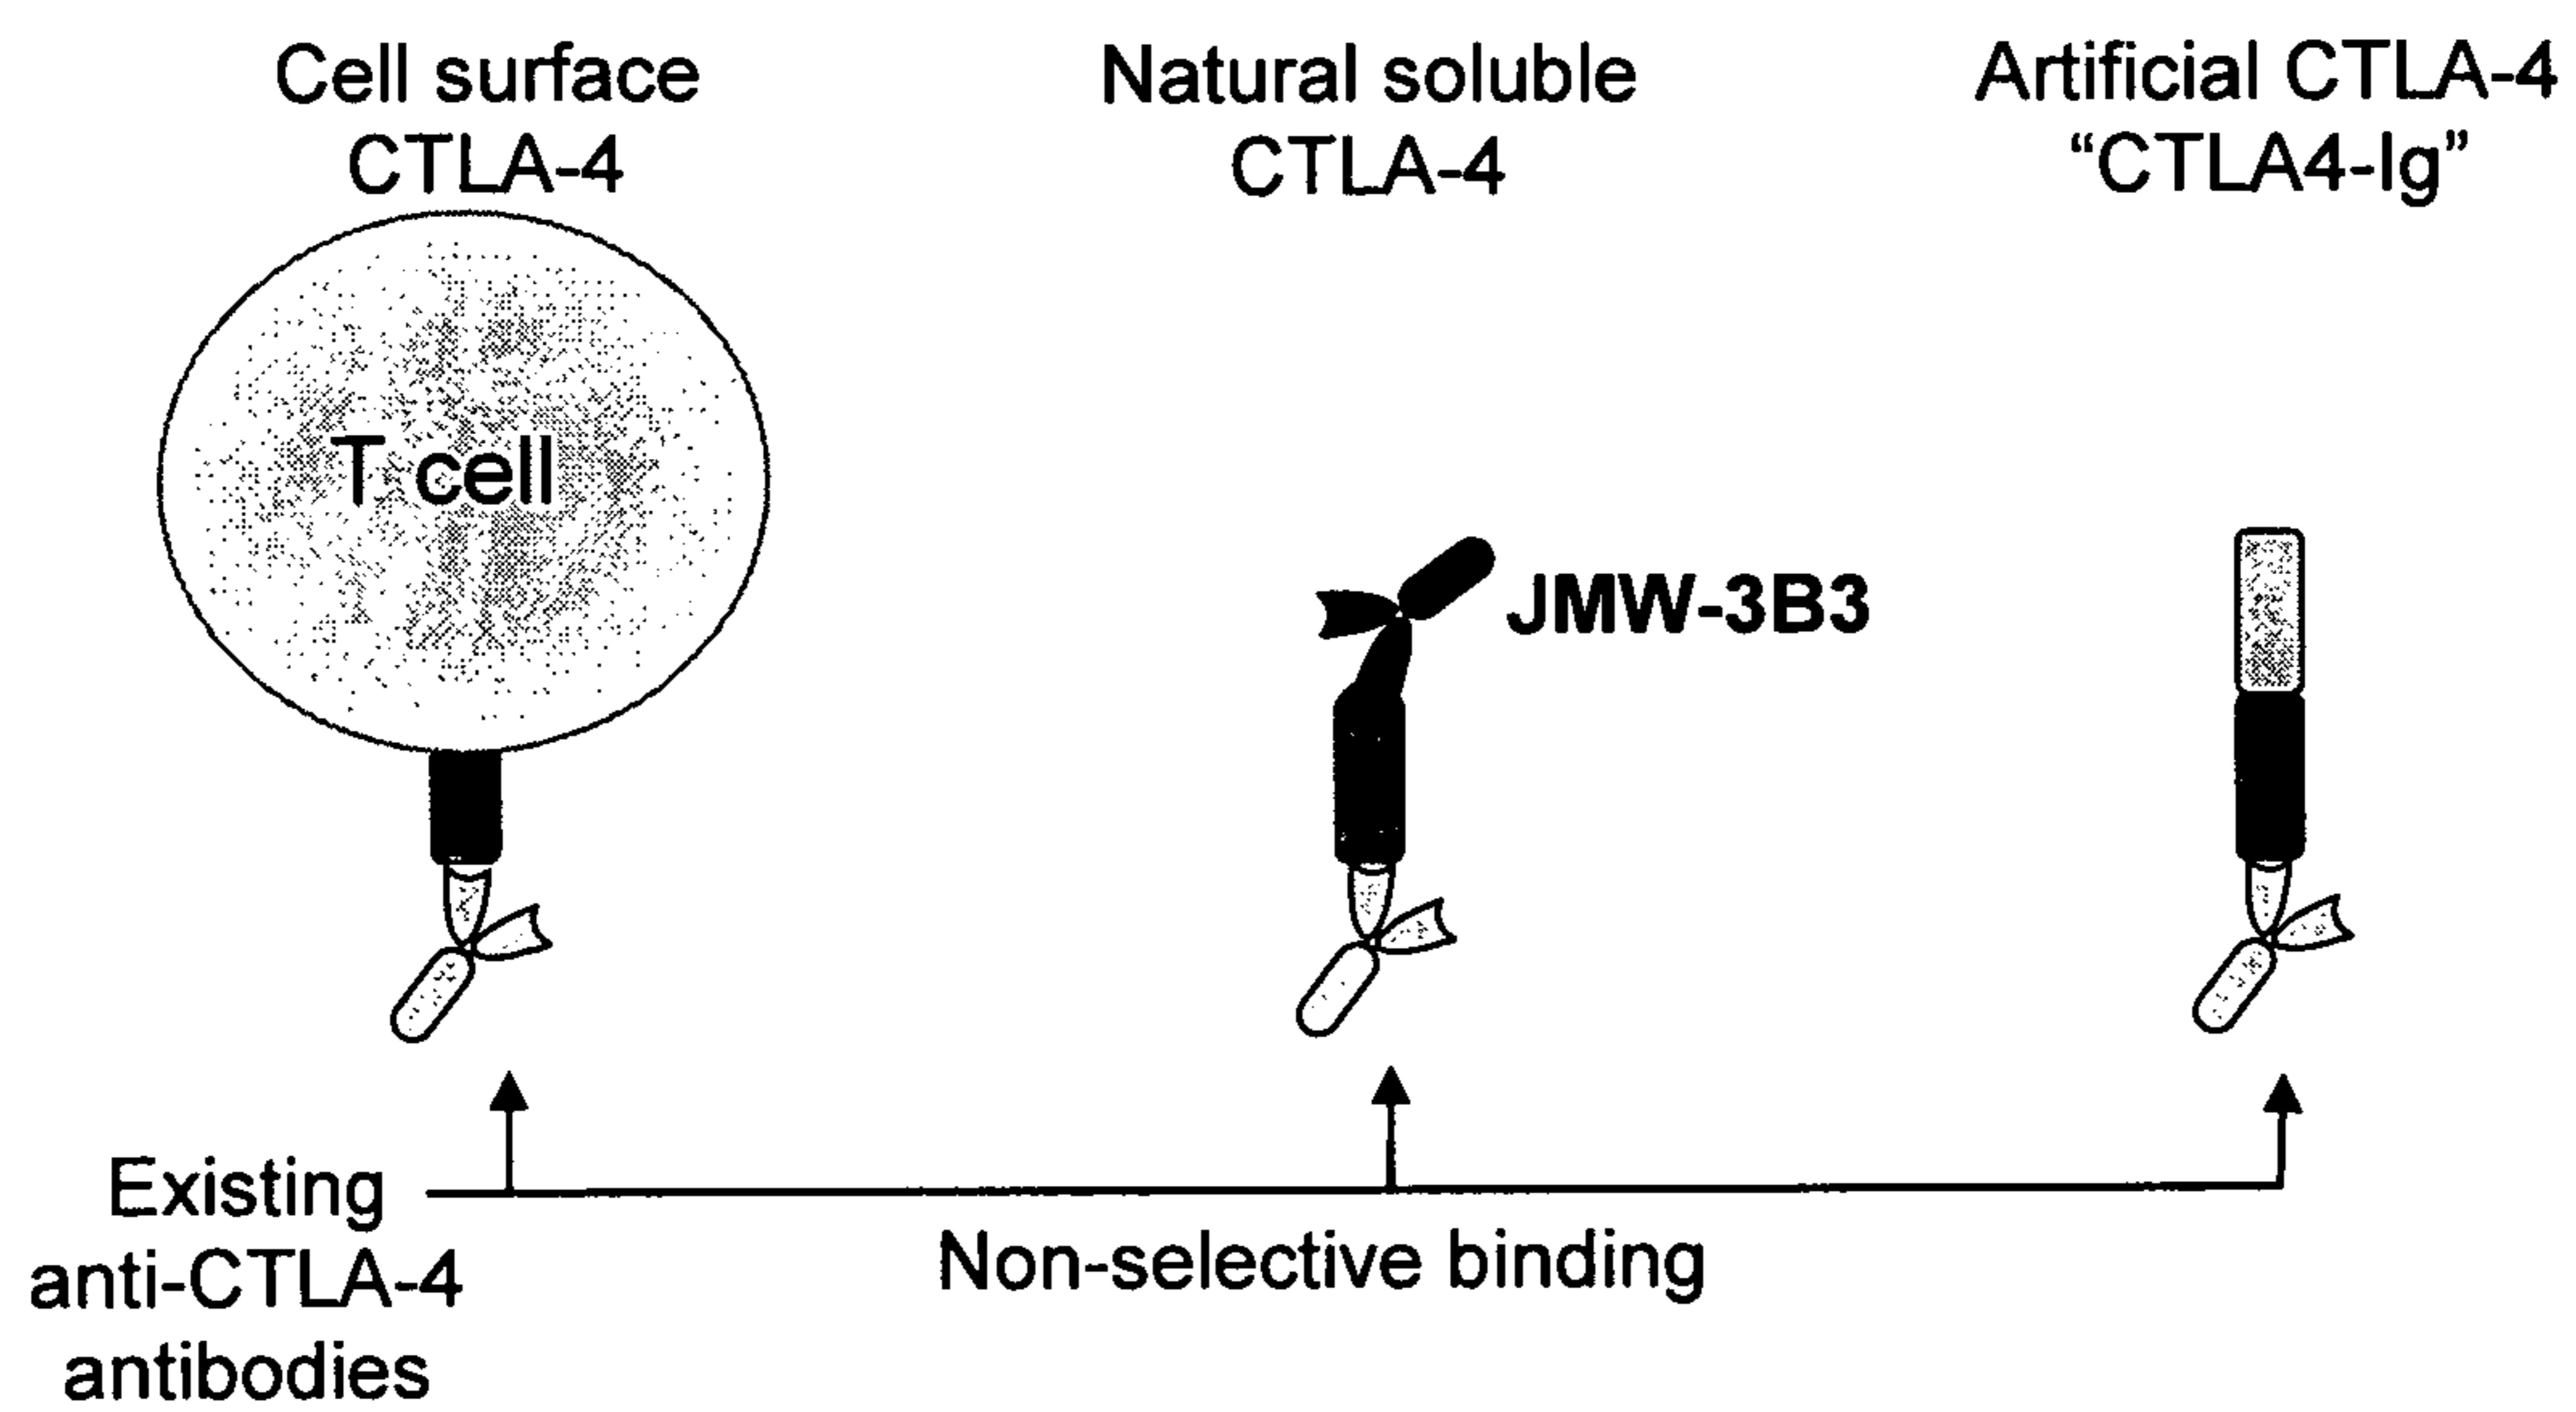 Cell surface
CTLA-4
Natural soluble
CTLA-4
Artificial CTLA-4
“CTLA4-Ig”
T cell
JMW-3B3
Existing
anti-CTLA-4
antibodies
Non-selective binding